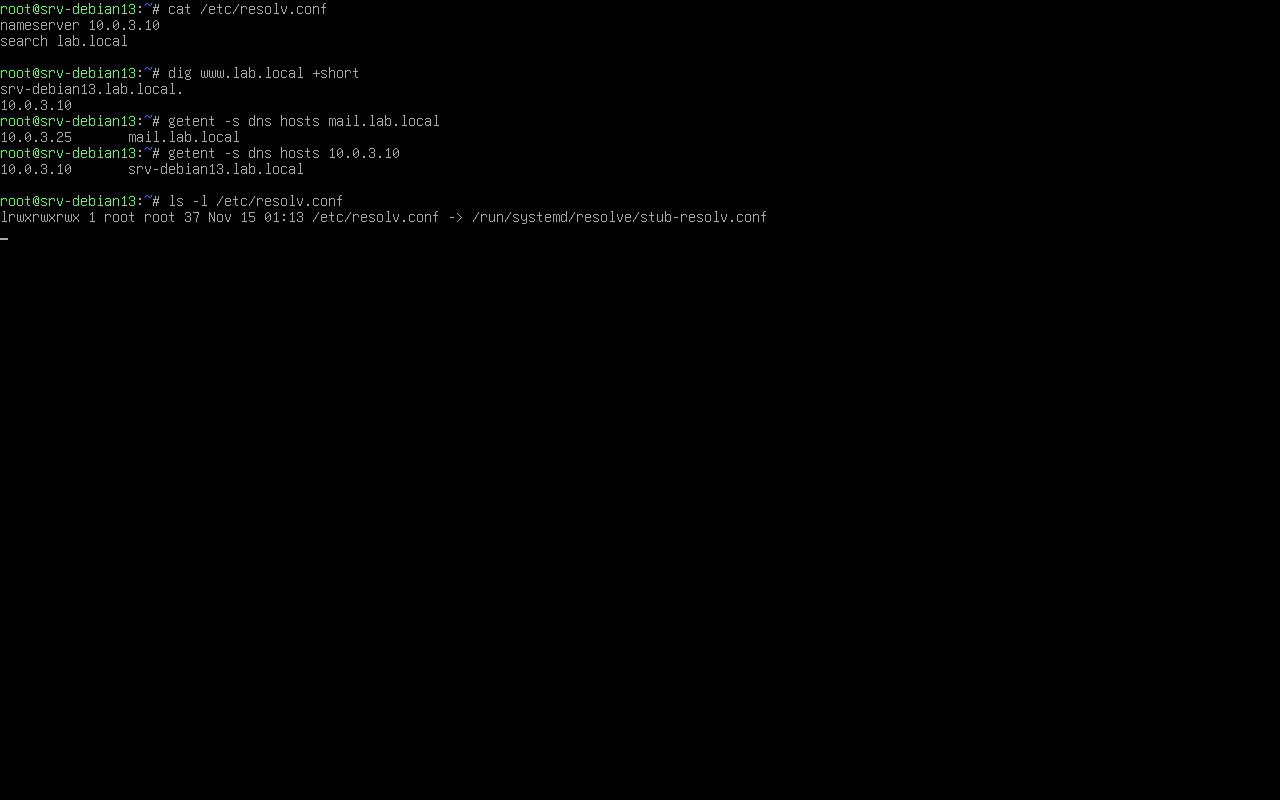 root@srv-debian13:~# cat /etc/resolv.conf
nameserver 10.0.3.10
search lab.local
root@srv-debian13:~# dig www.lab.local +short
srv-debian13.lab.local.
10.0.3.10
root@srv-debian13:~# getent -s dns hosts mail.lab.local
10.0.3.25       mail.lab.local
root@srv-debian13:~# getent -s dns hosts 10.0.3.10
10.0.3.10       srv-debian13.lab.local
root@srv-debian13:~# ls -l /etc/resolv.conf
lrwxrwxrwx 1 root root 37 Nov 15 01:13 /etc/resolv.conf -> /run/systemd/resolve/stub-resolv.conf